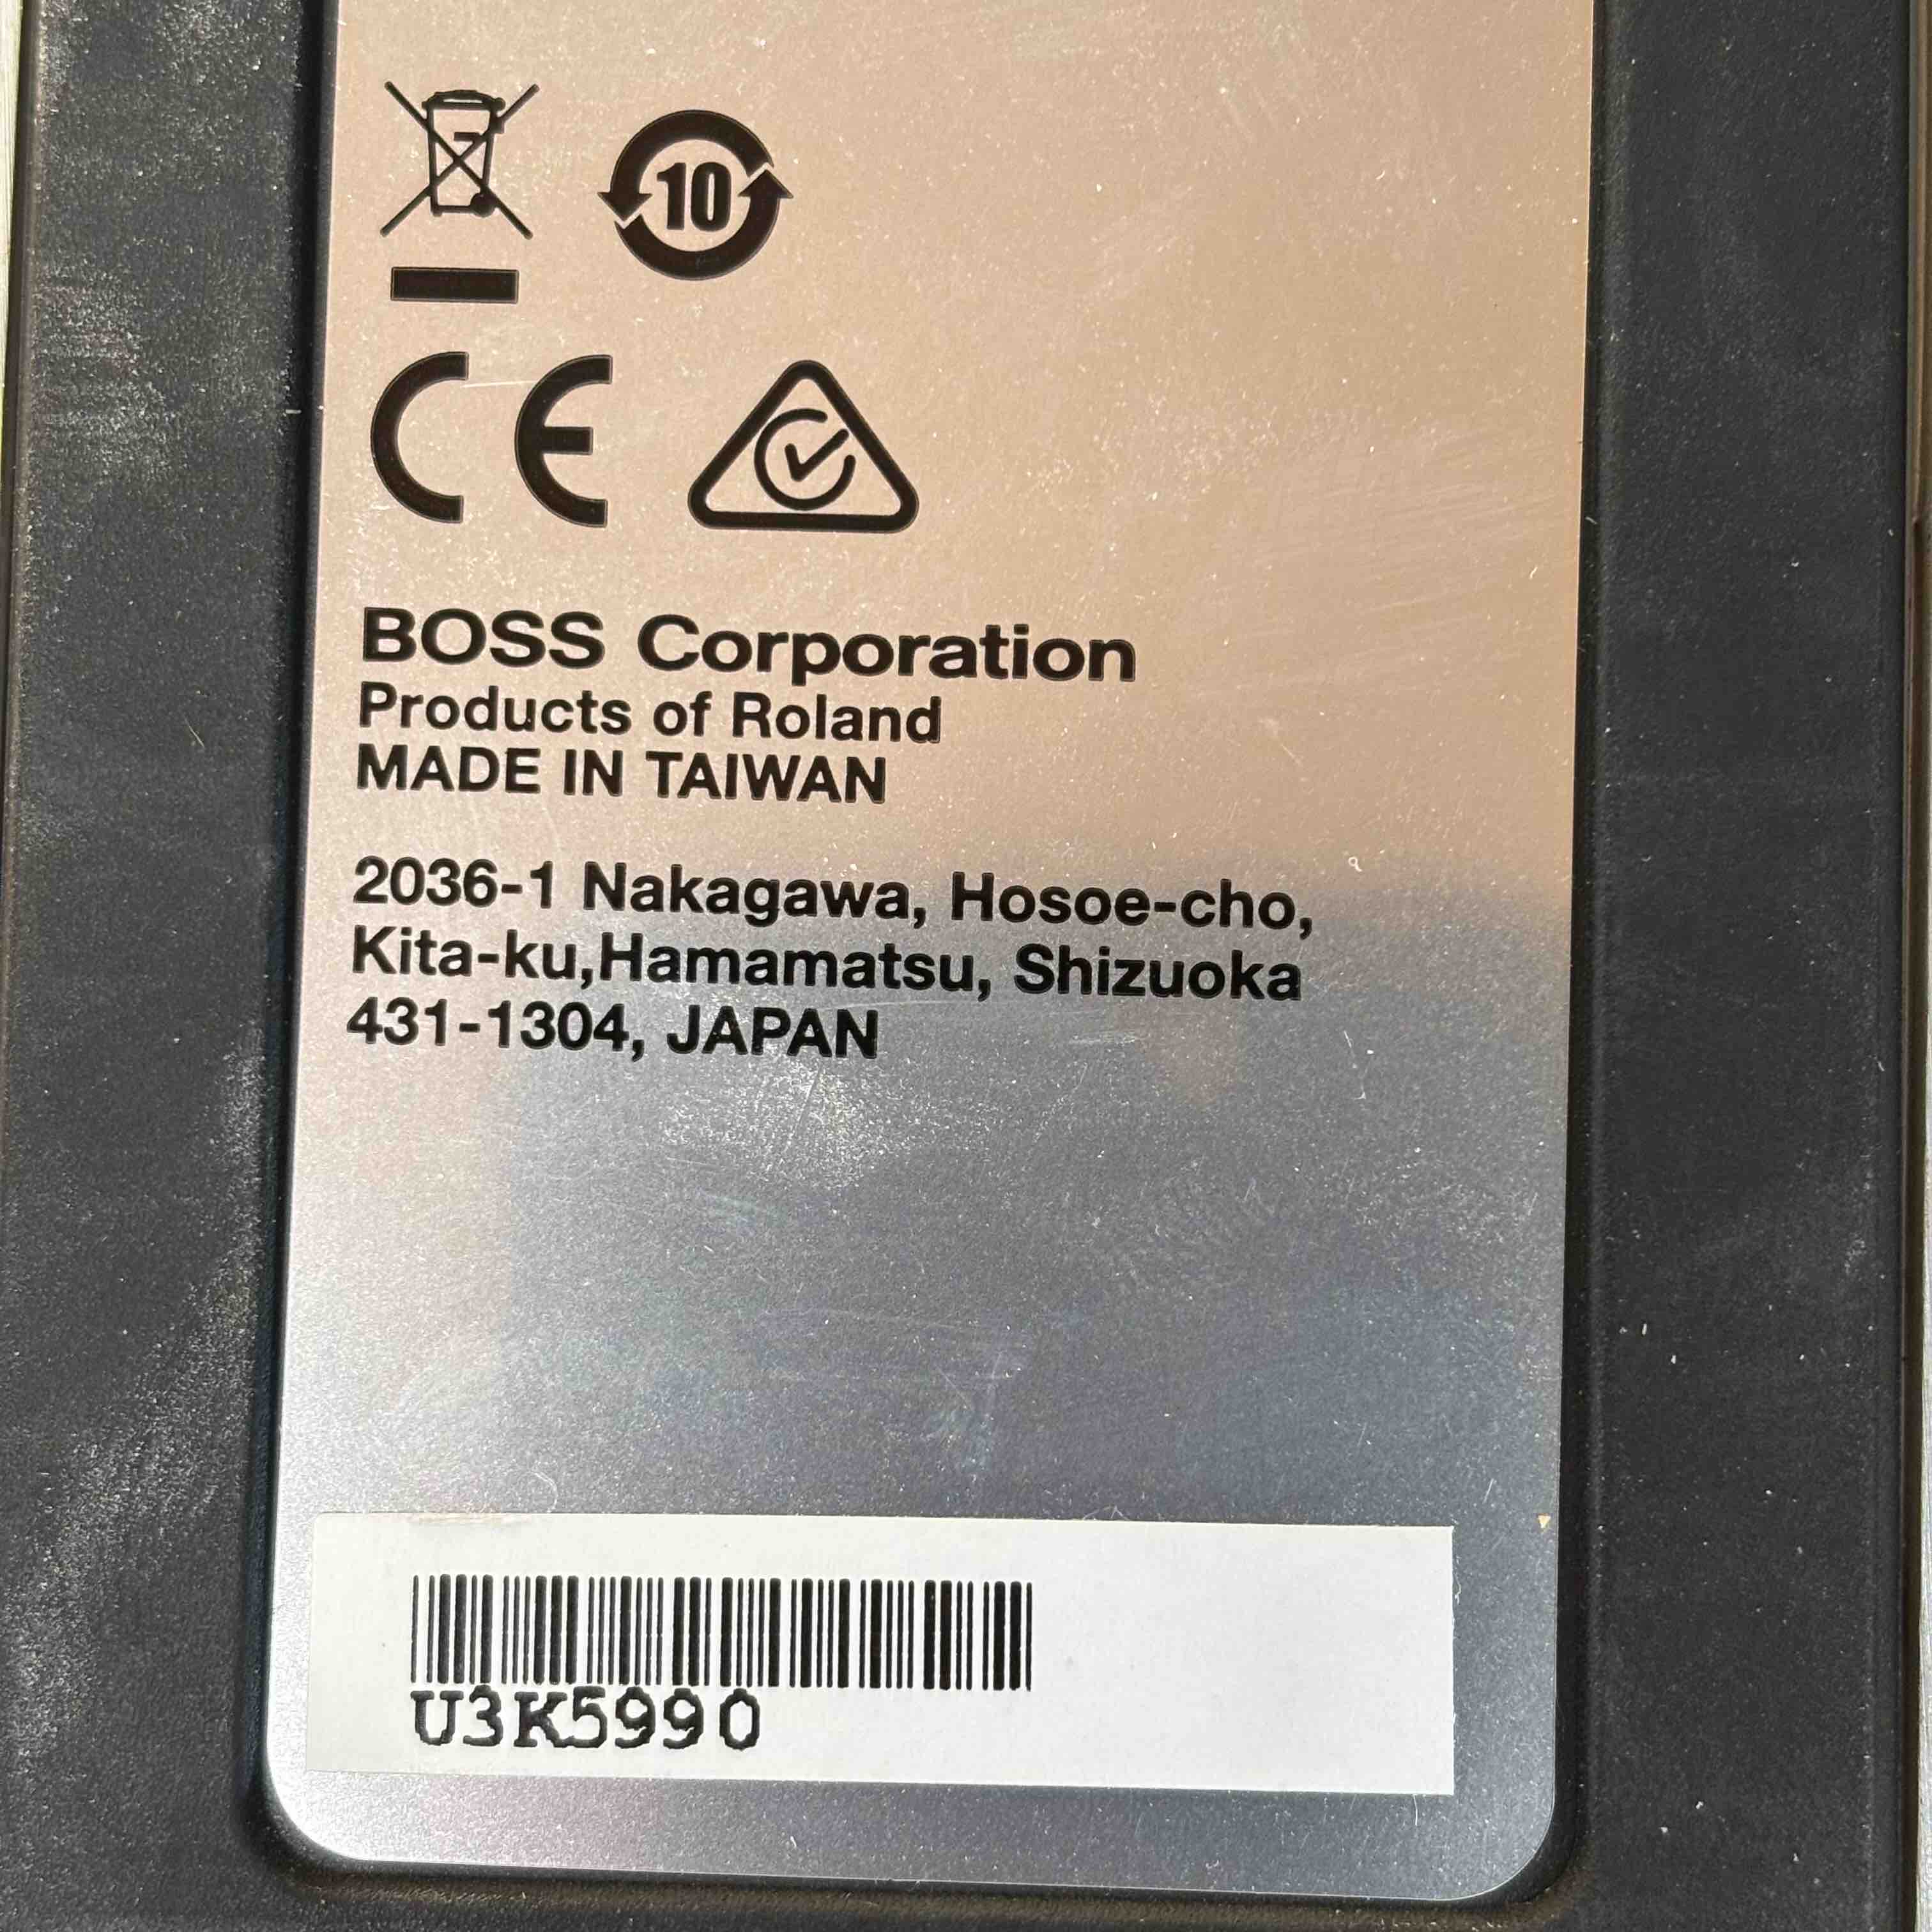 10
CE
BOSS Corporation
Products of Roland
MADE IN TAIWAN
2036-1 Nakagawa, Hosoe-cho,
Kita-ku,Hamamatsu, Shizuoka
431-1304, JAPAN
U3K5990